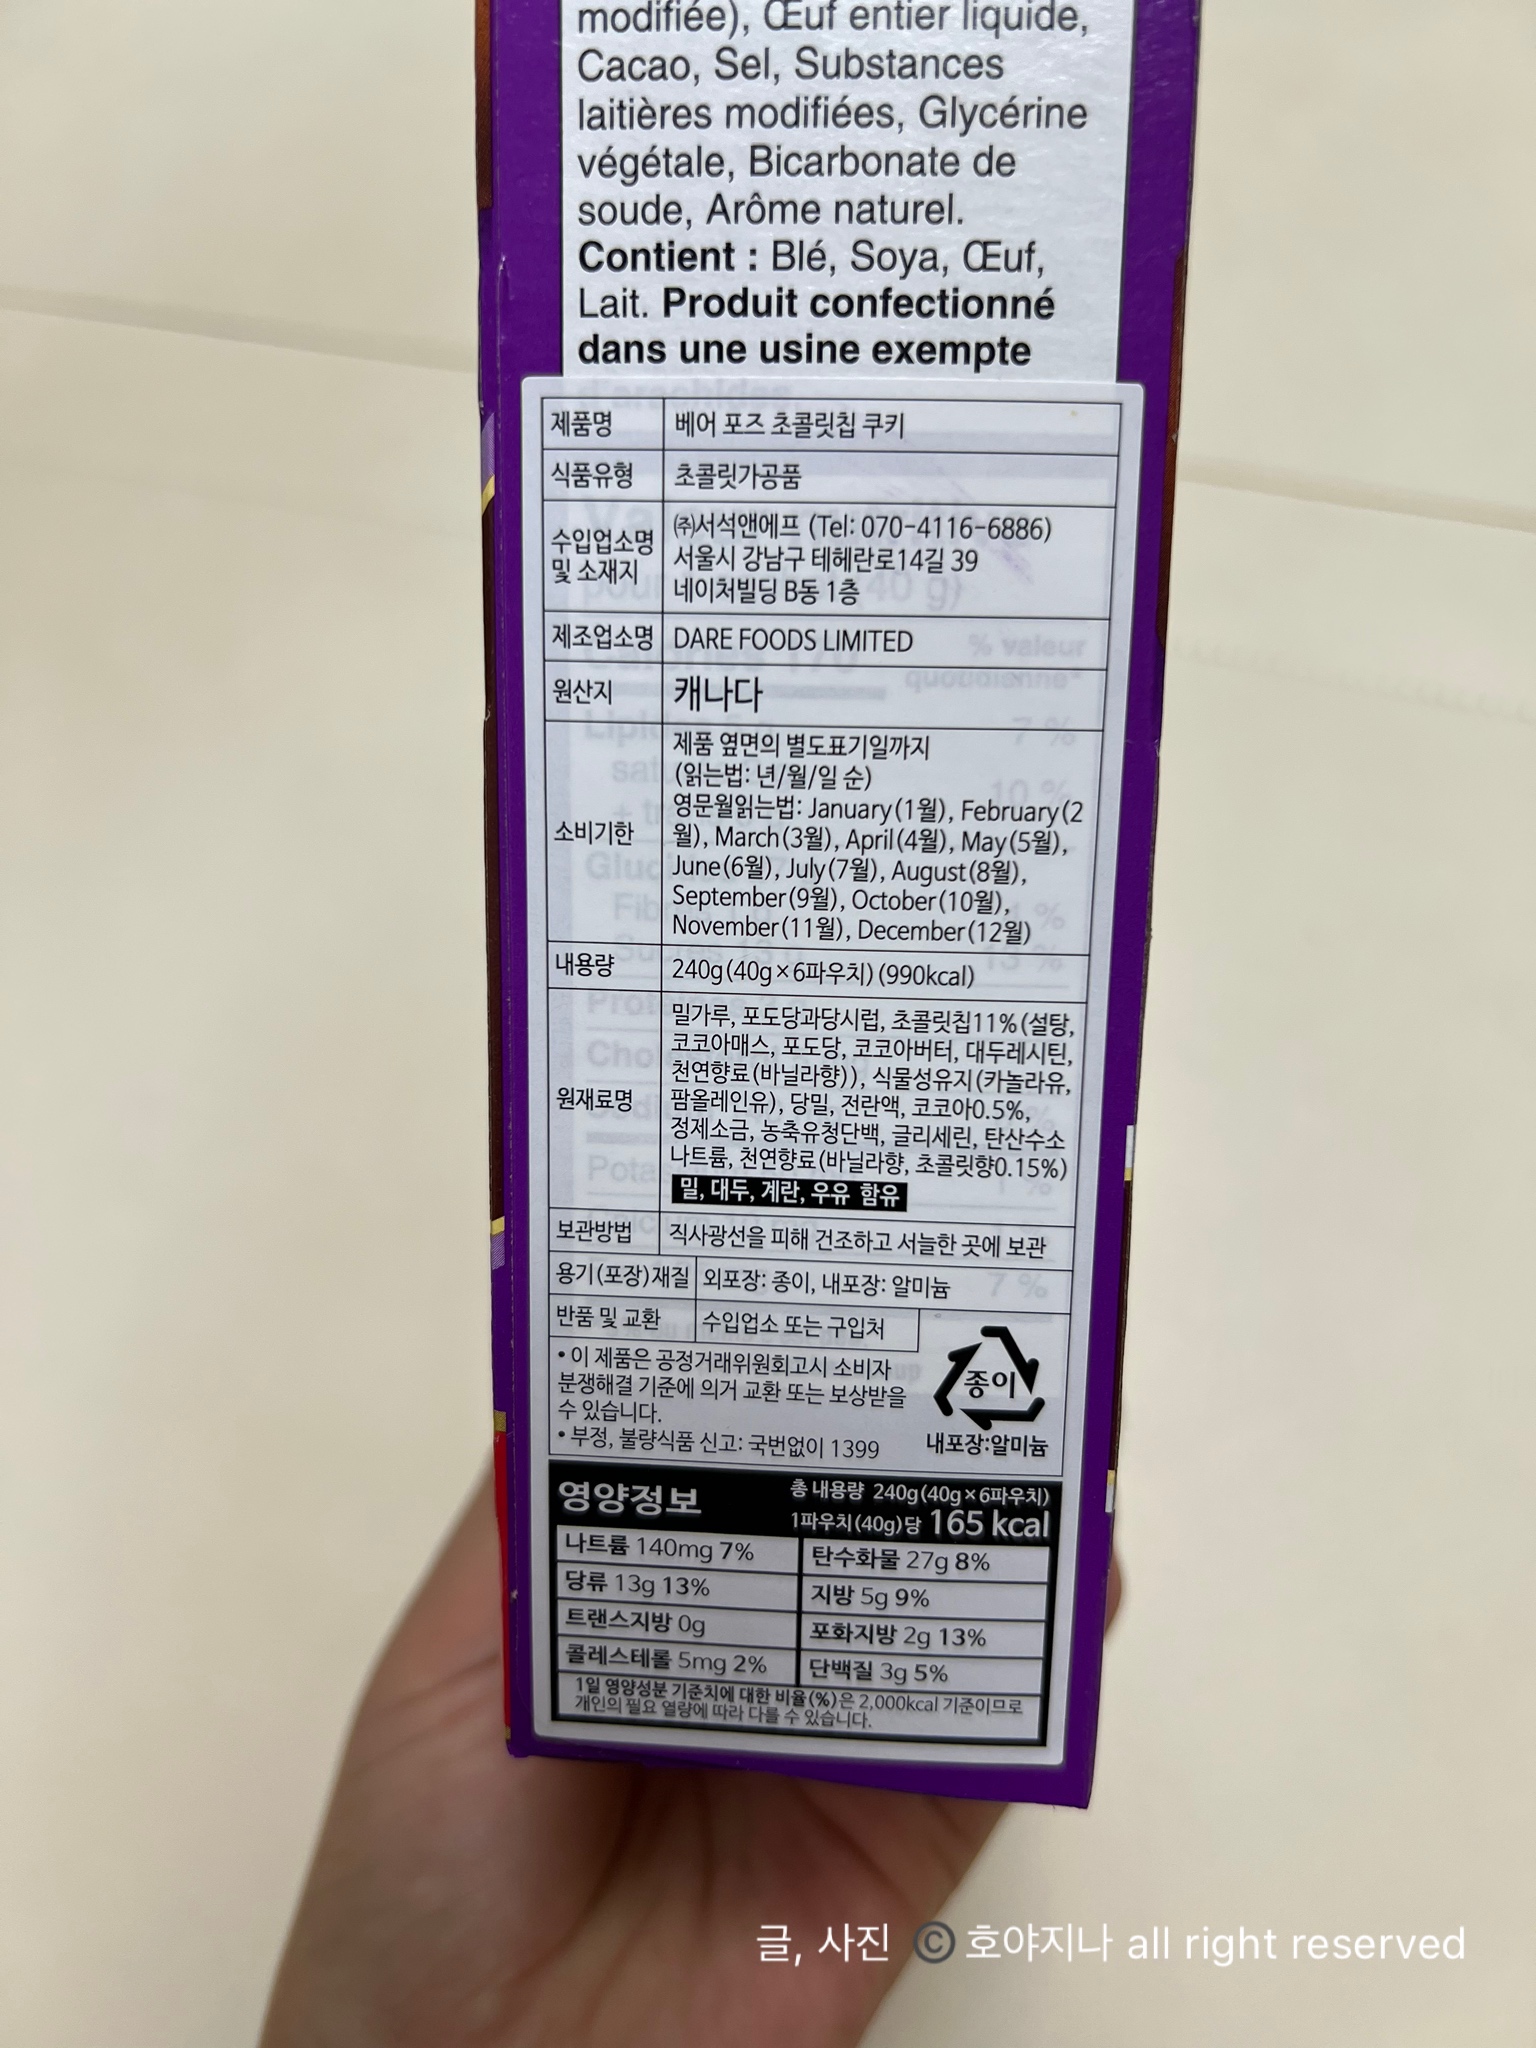 modifiée), Œuf entier liquide,
Cacao, Sel, Substances
laitières modifiées, Glycérine
végétale, Bicarbonate de
soude, Arôme naturel.
Contient : Blé, Soya, Œuf,
Lait. Produit confectionné
dans une usine exempte
d'arachides.
제품명 베어 포즈 초콜릿칩 쿠키
식품유형 초콜릿가공품
수입업소명 및 소재지
㈜서석앤에프 (Tel: 070-4116-6886)
서울시 강남구 테헤란로14길 39
네이처빌딩 B동 1층
제조업소명 DARE FOODS LIMITED
원산지 캐나다
소비기한
제품 옆면의 별도표기일까지
(읽는법: 년/월/일 순)
영문월읽는법: January(1월), February(2
월), March(3월), April(4월), May(5월),
June(6월), July(7월), August(8월),
September(9월), October(10월),
November(11월), December(12월)
내용량 240g(40g×6파우치) (990kcal)
원재료명
밀가루, 포도당과당시럽, 초콜릿칩11%(설탕,
코코아매스, 포도당, 코코아버터, 대두레시틴,
천연향료(바닐라향)), 식물성유지(카놀라유,
팜올레인유), 당밀, 전란액, 코코아0.5%,
정제소금, 농축유청단백, 글리세린, 탄산수소
나트륨, 천연향료(바닐라향, 초콜릿향0.15%)
밀, 대두, 계란, 우유 함유
보관방법 직사광선을 피해 건조하고 서늘한 곳에 보관
용기(포장)재질 외포장: 종이, 내포장: 알미늄
반품 및 교환 수입업소 또는 구입처
• 이 제품은 공정거래위원회고시 소비자
분쟁해결 기준에 의거 교환 또는 보상받을
수 있습니다.
• 부정, 불량식품 신고: 국번없이 1399
종이
내포장:알미늄
영양정보
총 내용량 240g(40g×6파우치)
1파우치(40g)당 165 kcal
나트륨 140mg 7% 탄수화물 27g 8%
당류 13g 13% 지방 5g 9%
트랜스지방 0g 포화지방 2g 13%
콜레스테롤 5mg 2% 단백질 3g 5%
1일 영양성분 기준치에 대한 비율(%)은 2,000kcal 기준이므로
개인의 필요 열량에 따라 다를 수 있습니다.
글, 사진 © 호야지나 all right reserved